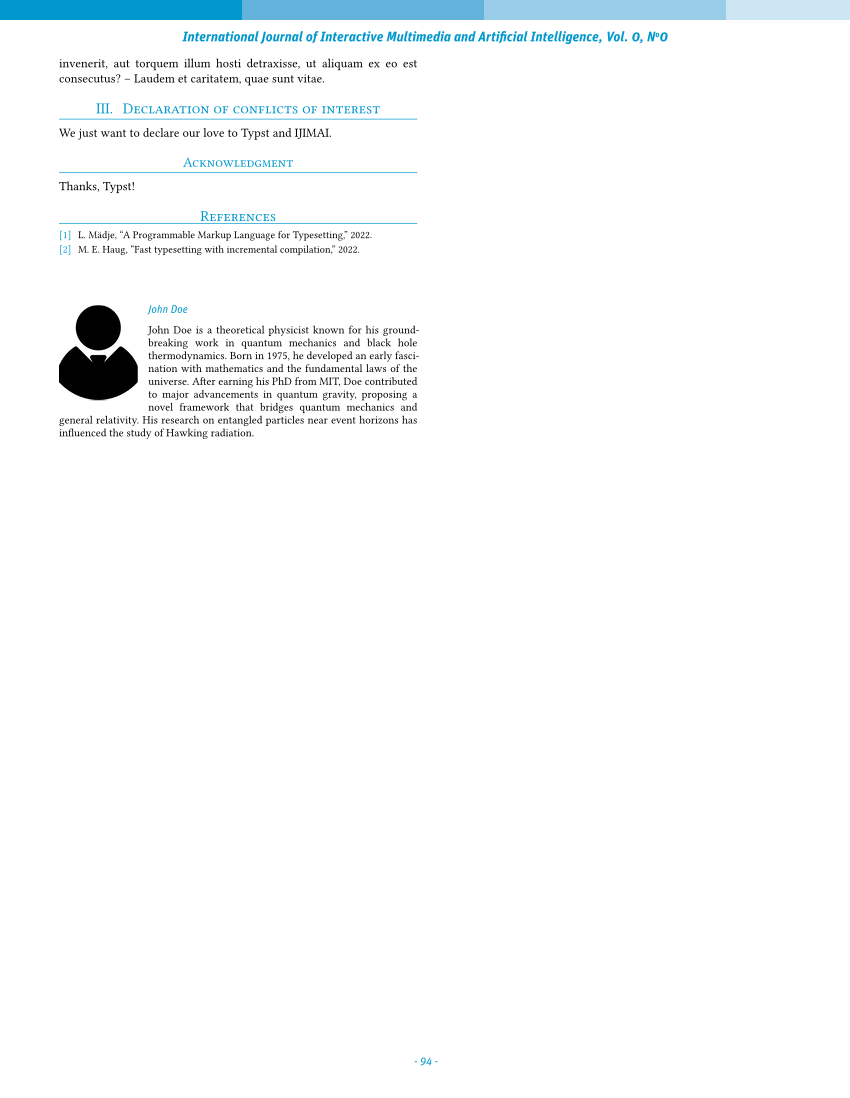 International Journal of Interactive Multimedia and Artificial Intelligence, Vol. 0, Nº0
invenerit, aut torquem illum hosti detraxisse, ut aliquam ex eo est
consecutus? – Laudem et caritatem, quae sunt vitae.
III. Declaration of conflicts of interest
We just want to declare our love to Typst and IJIMAI.
Acknowledgment
Thanks, Typst!
References
[1] L. Mädje, “A Programmable Markup Language for Typesetting,” 2022.
[2] M. E. Haug, “Fast typesetting with incremental compilation,” 2022.
John Doe
John Doe is a theoretical physicist known for his ground-
breaking work in quantum mechanics and black hole
thermodynamics. Born in 1975, he developed an early fasci-
nation with mathematics and the fundamental laws of the
universe. After earning his PhD from MIT, Doe contributed
to major advancements in quantum gravity, proposing a
novel framework that bridges quantum mechanics and
general relativity. His research on entangled particles near event horizons has
influenced the study of Hawking radiation.
- 94 -